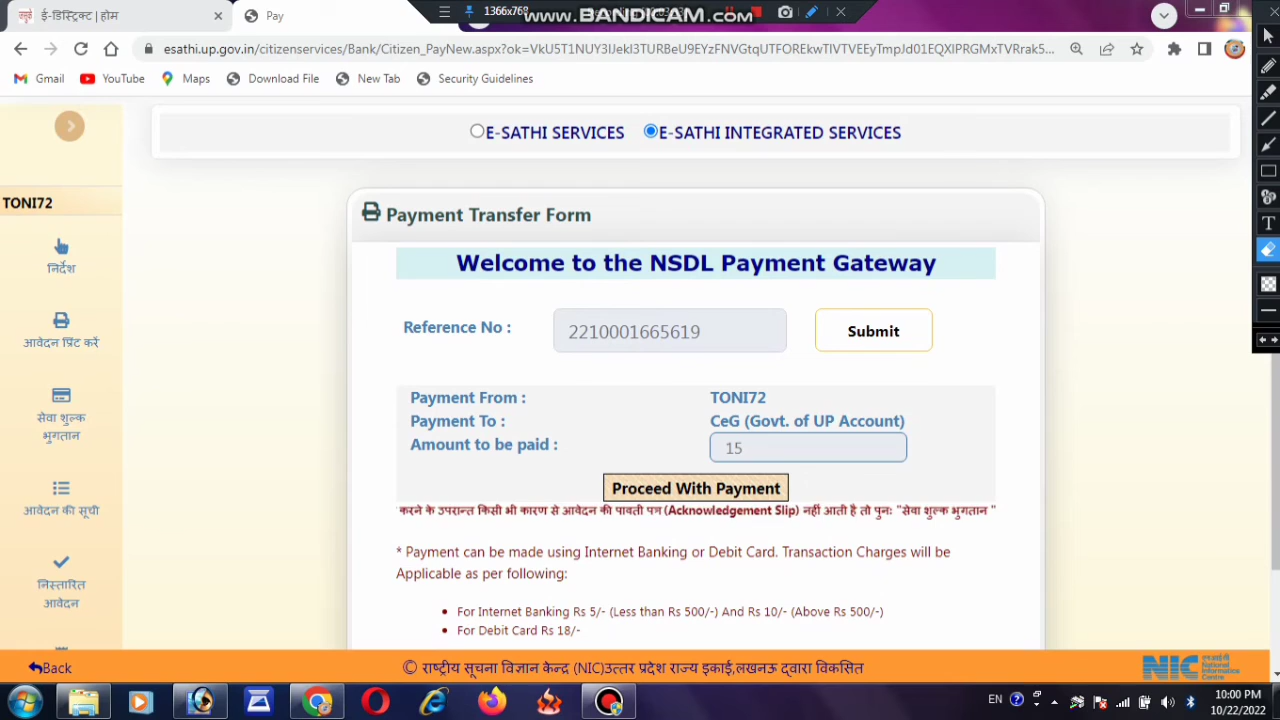 ई-डिस्ट्रिक्ट | होम
Pay
1366x768
www.BANDICAM.com
esathi.up.gov.in/citizenservices/Bank/Citizen_PayNew.aspx?ok=
Gmail YouTube Maps Download File New Tab Security Guidelines
E-SATHI SERVICES E-SATHI INTEGRATED SERVICES
TONI72
निर्देश
आवेदन प्रिंट करें
सेवा शुल्क
भुगतान
आवेदन की सूची
निस्तारित
आवेदन
Payment Transfer Form
Welcome to the NSDL Payment Gateway
Reference No : 2210001665619 Submit
Payment From : TONI72
Payment To : CeG (Govt. of UP Account)
Amount to be paid : 15
Proceed With Payment
करने के उपरान्त किसी भी कारण से आवेदन की पावती पत्र (Acknowledgement Slip) नहीं आती है तो पुनः "सेवा शुल्क भुगतान "
* Payment can be made using Internet Banking or Debit Card. Transaction Charges will be
Applicable as per following:
For Internet Banking Rs 5/- (Less than Rs 500/-) And Rs 10/- (Above Rs 500/-)
For Debit Card Rs 18/-
Back
© राष्ट्रीय सूचना विज्ञान केन्द्र (NIC)उत्तर प्रदेश राज्य इकाई,लखनऊ द्वारा विकसित
NIC
एन.आई.सी.
National
Informatics
Centre
EN
10:00 PM
10/22/2022